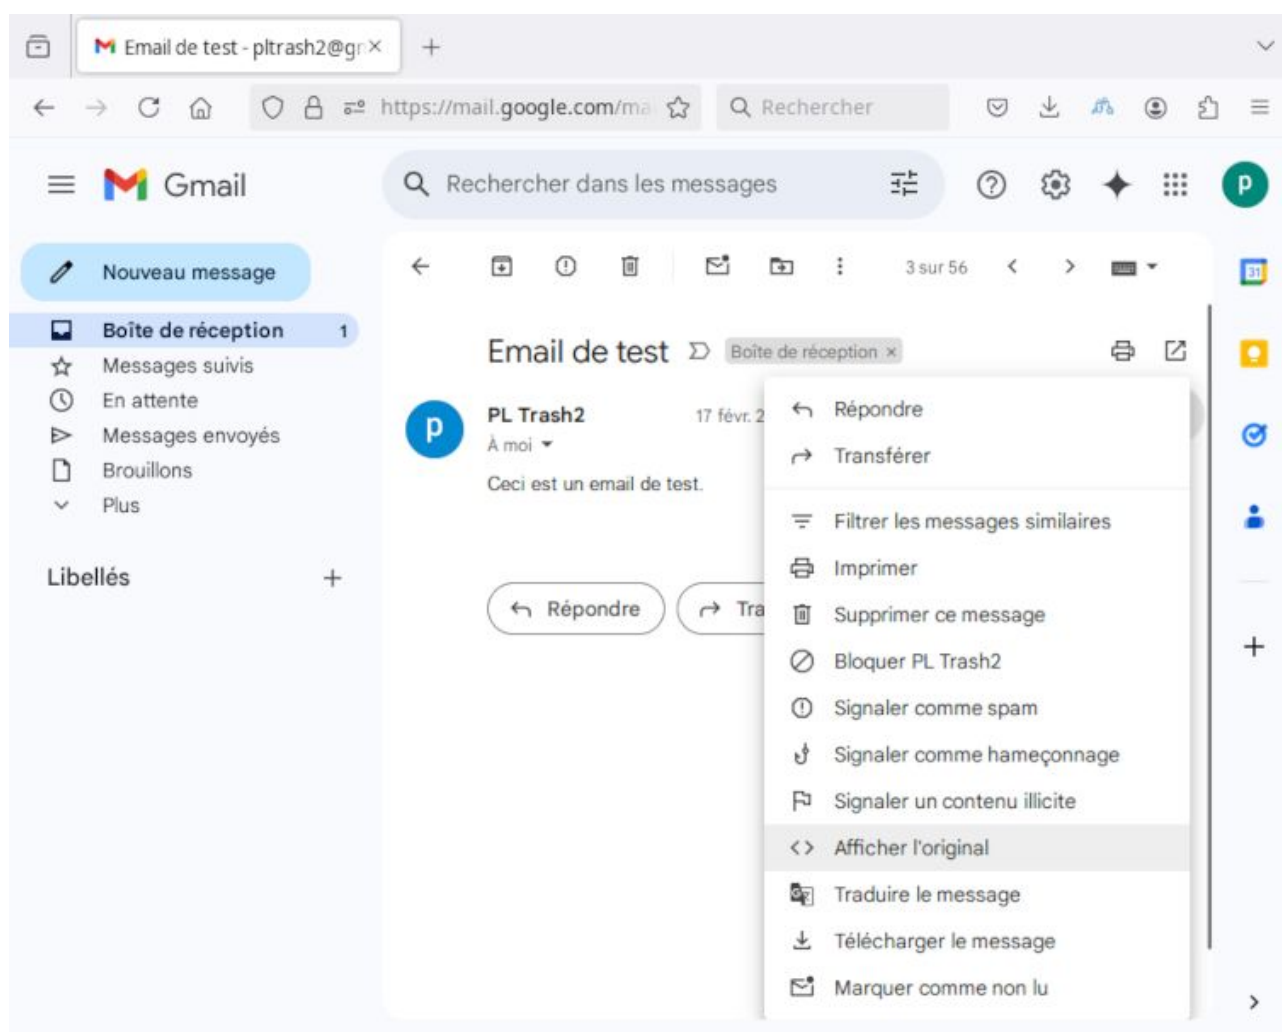 Email de test - pltrash2@gm
https://mail.google.com/ma
Rechercher
Gmail
Rechercher dans les messages
P
Nouveau message
3 sur 56
31
Boîte de réception 1
Messages suivis
En attente
Messages envoyés
Brouillons
Plus
Libellés
Email de test
Boîte de réception ×
P
PL Trash2
17 févr. 2
À moi
Ceci est un email de test.
Répondre
Tra
Répondre
Transférer
Filtrer les messages similaires
Imprimer
Supprimer ce message
Bloquer PL Trash2
Signaler comme spam
Signaler comme hameçonnage
Signaler un contenu illicite
Afficher l'original
Traduire le message
Télécharger le message
Marquer comme non lu